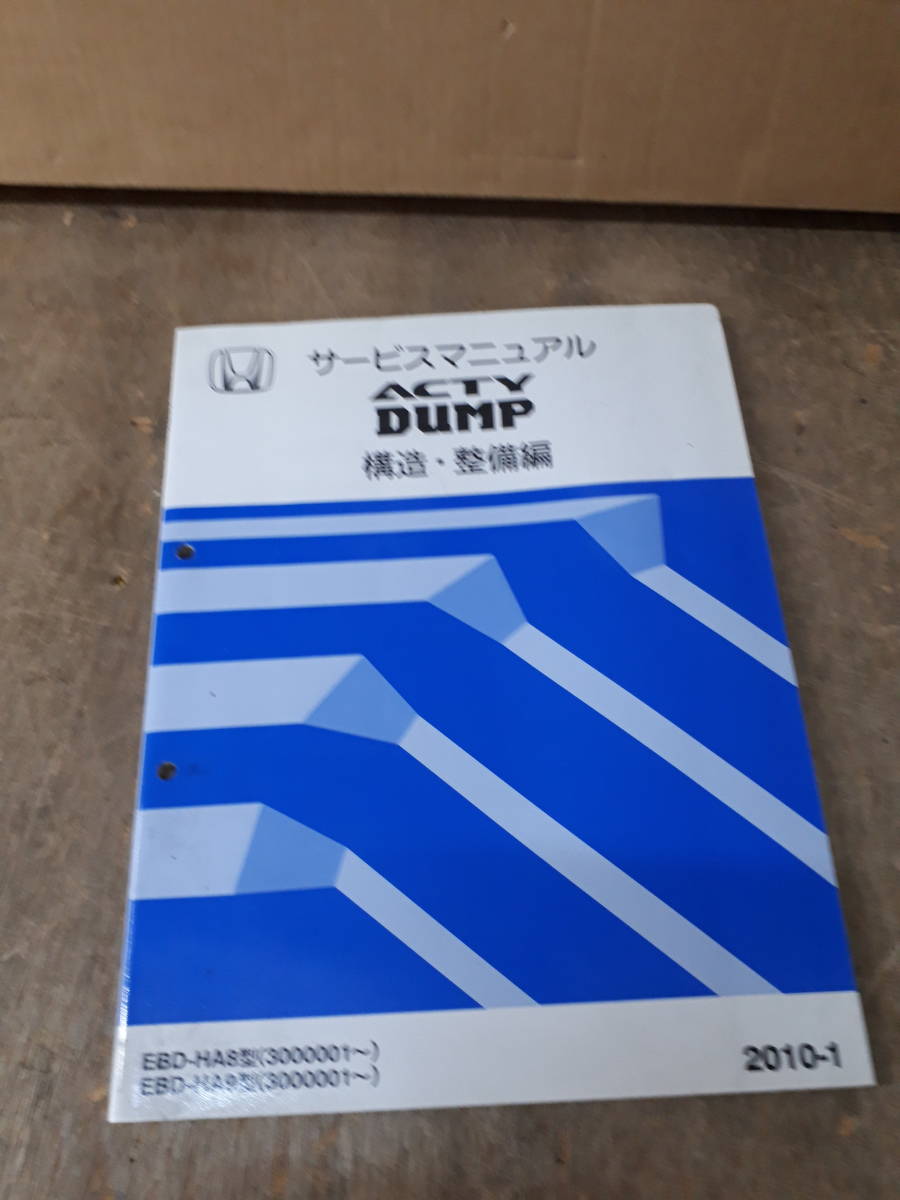 サービスマニュアル
ACTY
DUMP
構造・整備編
EBD-HA8型(3000001～)
EBD-HA9型(3000001～)
2010-1